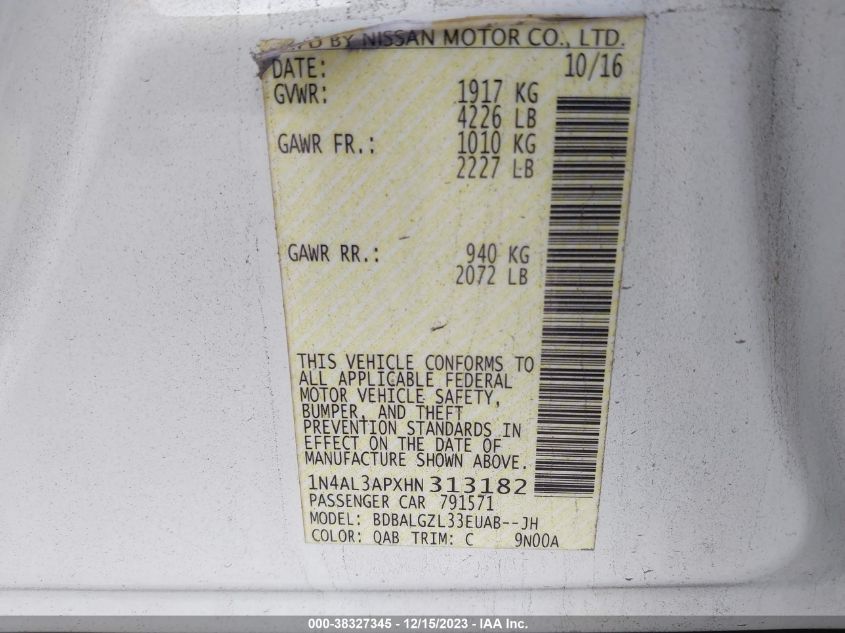 BY NISSAN MOTOR CO., LTD.
DATE: 10/16
GVWR: 1917 KG
4226 LB
GAWR FR.: 1010 KG
2227 LB
GAWR RR.: 940 KG
2072 LB
THIS VEHICLE CONFORMS TO
ALL APPLICABLE FEDERAL
MOTOR VEHICLE SAFETY,
BUMPER, AND THEFT
PREVENTION STANDARDS IN
EFFECT ON THE DATE OF
MANUFACTURE SHOWN ABOVE.
1N4AL3APXHN313182
PASSENGER CAR 791571
MODEL: BDBALGZL33EUAB--JH
COLOR: QAB TRIM: C 9N00A
000-38327345 - 12/15/2023 - IAA Inc.